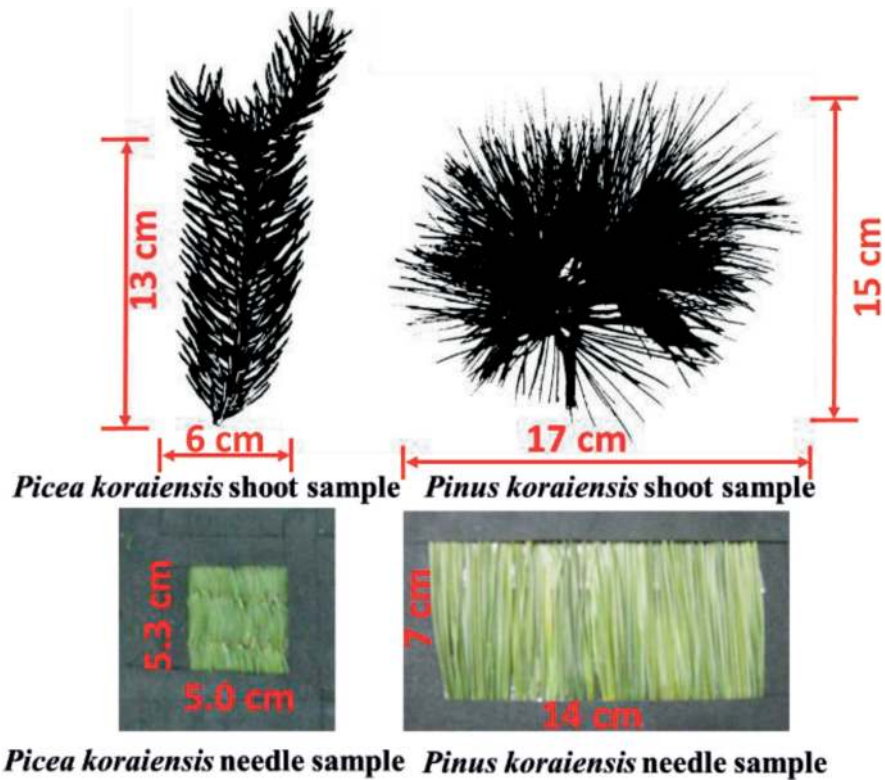 13 cm
15 cm
6 cm
17 cm
Picea koraiensis shoot sample
Pinus koraiensis shoot sample
5.3 cm
7 cm
5.0 cm
14 cm
Picea koraiensis needle sample
Pinus koraiensis needle sample